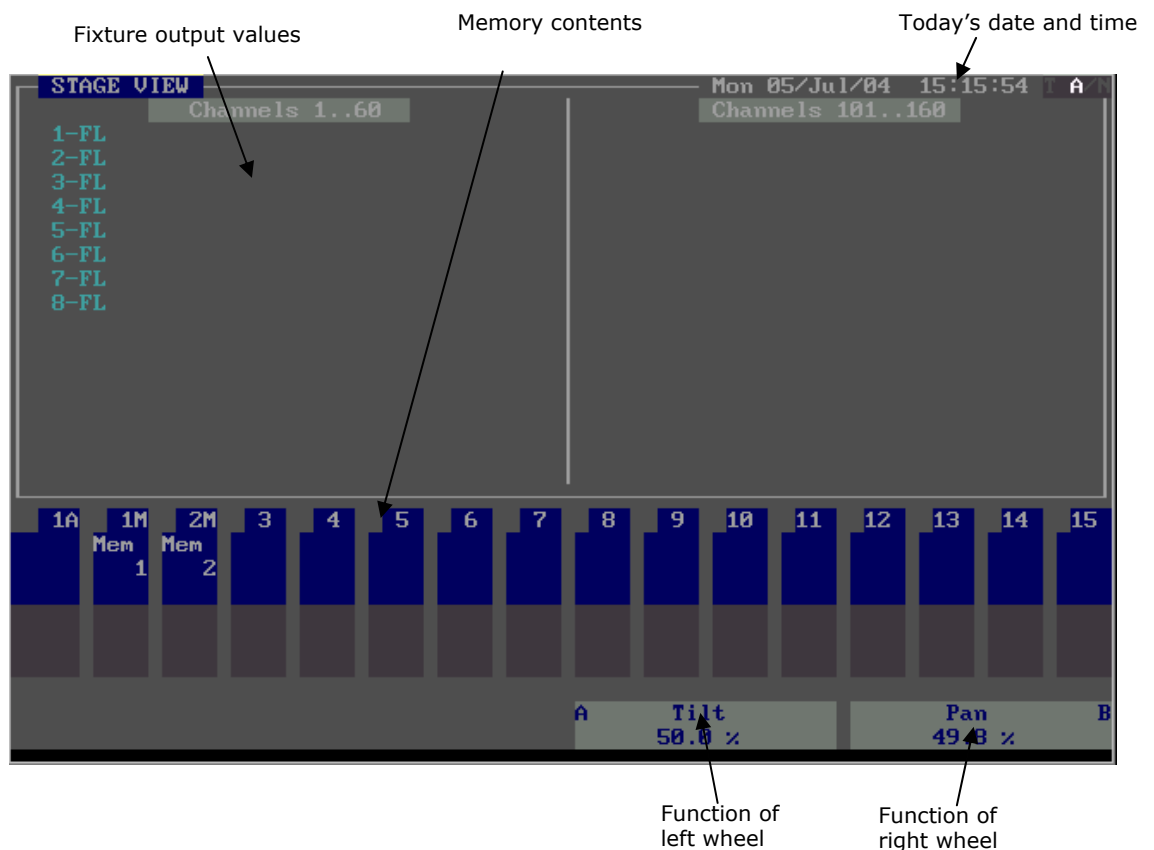 Fixture output values
Memory contents
Today's date and time
STAGE VIEW
Mon 05/Jul/04 15:15:54 T A/N
Channels 1..60
Channels 101..160
1-FL
2-FL
3-FL
4-FL
5-FL
6-FL
7-FL
8-FL
1A 1M 2M 3 4 5 6 7 8 9 10 11 12 13 14 15
Mem Mem
1 2
A Tilt Pan B
50.0 % 49.8 %
Function of
left wheel
Function of
right wheel